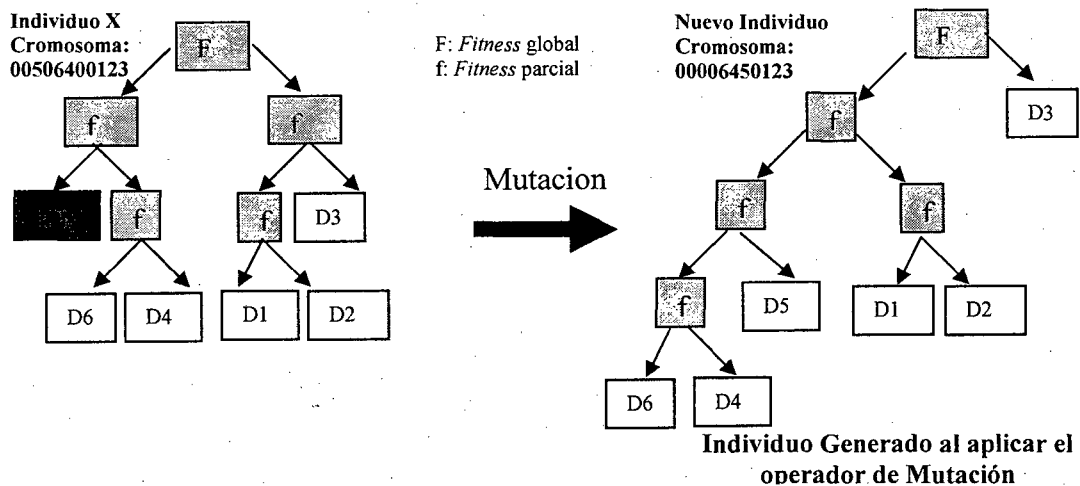 Individuo X
Cromosoma:
00506400123
F
F: Fitness global
f: Fitness parcial
Nuevo Individuo
Cromosoma:
00006450123
F
f
f
f
D3
f
f
D3
Mutacion
f
f
D6
D4
D1
D2
f
D5
D1
D2
D6
D4
Individuo Generado al aplicar el
operador de Mutación